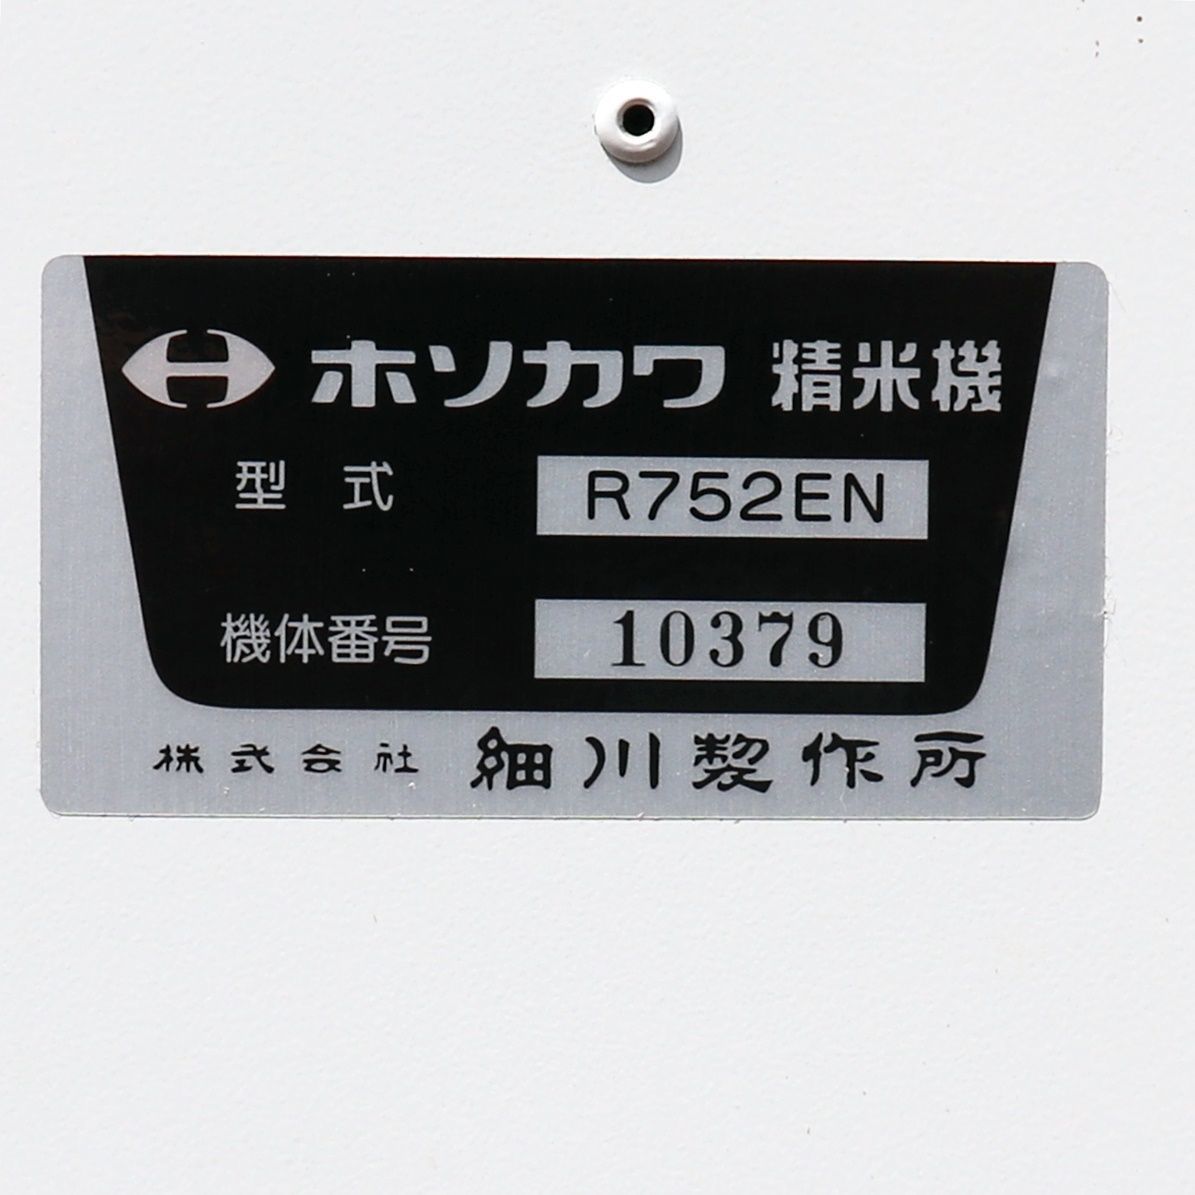 H ホソカワ 精米機
型式 R752EN
機体番号 10379
株式会社 細川製作所